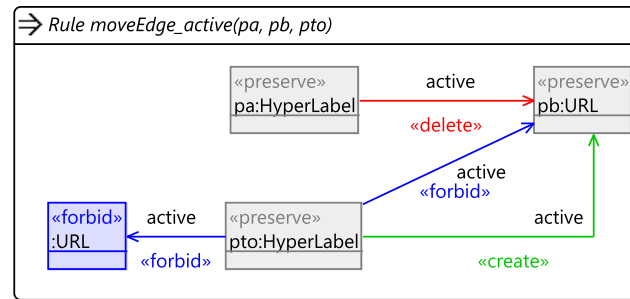 Rule moveEdge_active(pa, pb, pto)
«preserve»
pa:HyperLabel
active
«delete»
«preserve»
pb:URL
active
«forbid»
«forbid»
:URL
active
«forbid»
«preserve»
pto:HyperLabel
active
«create»